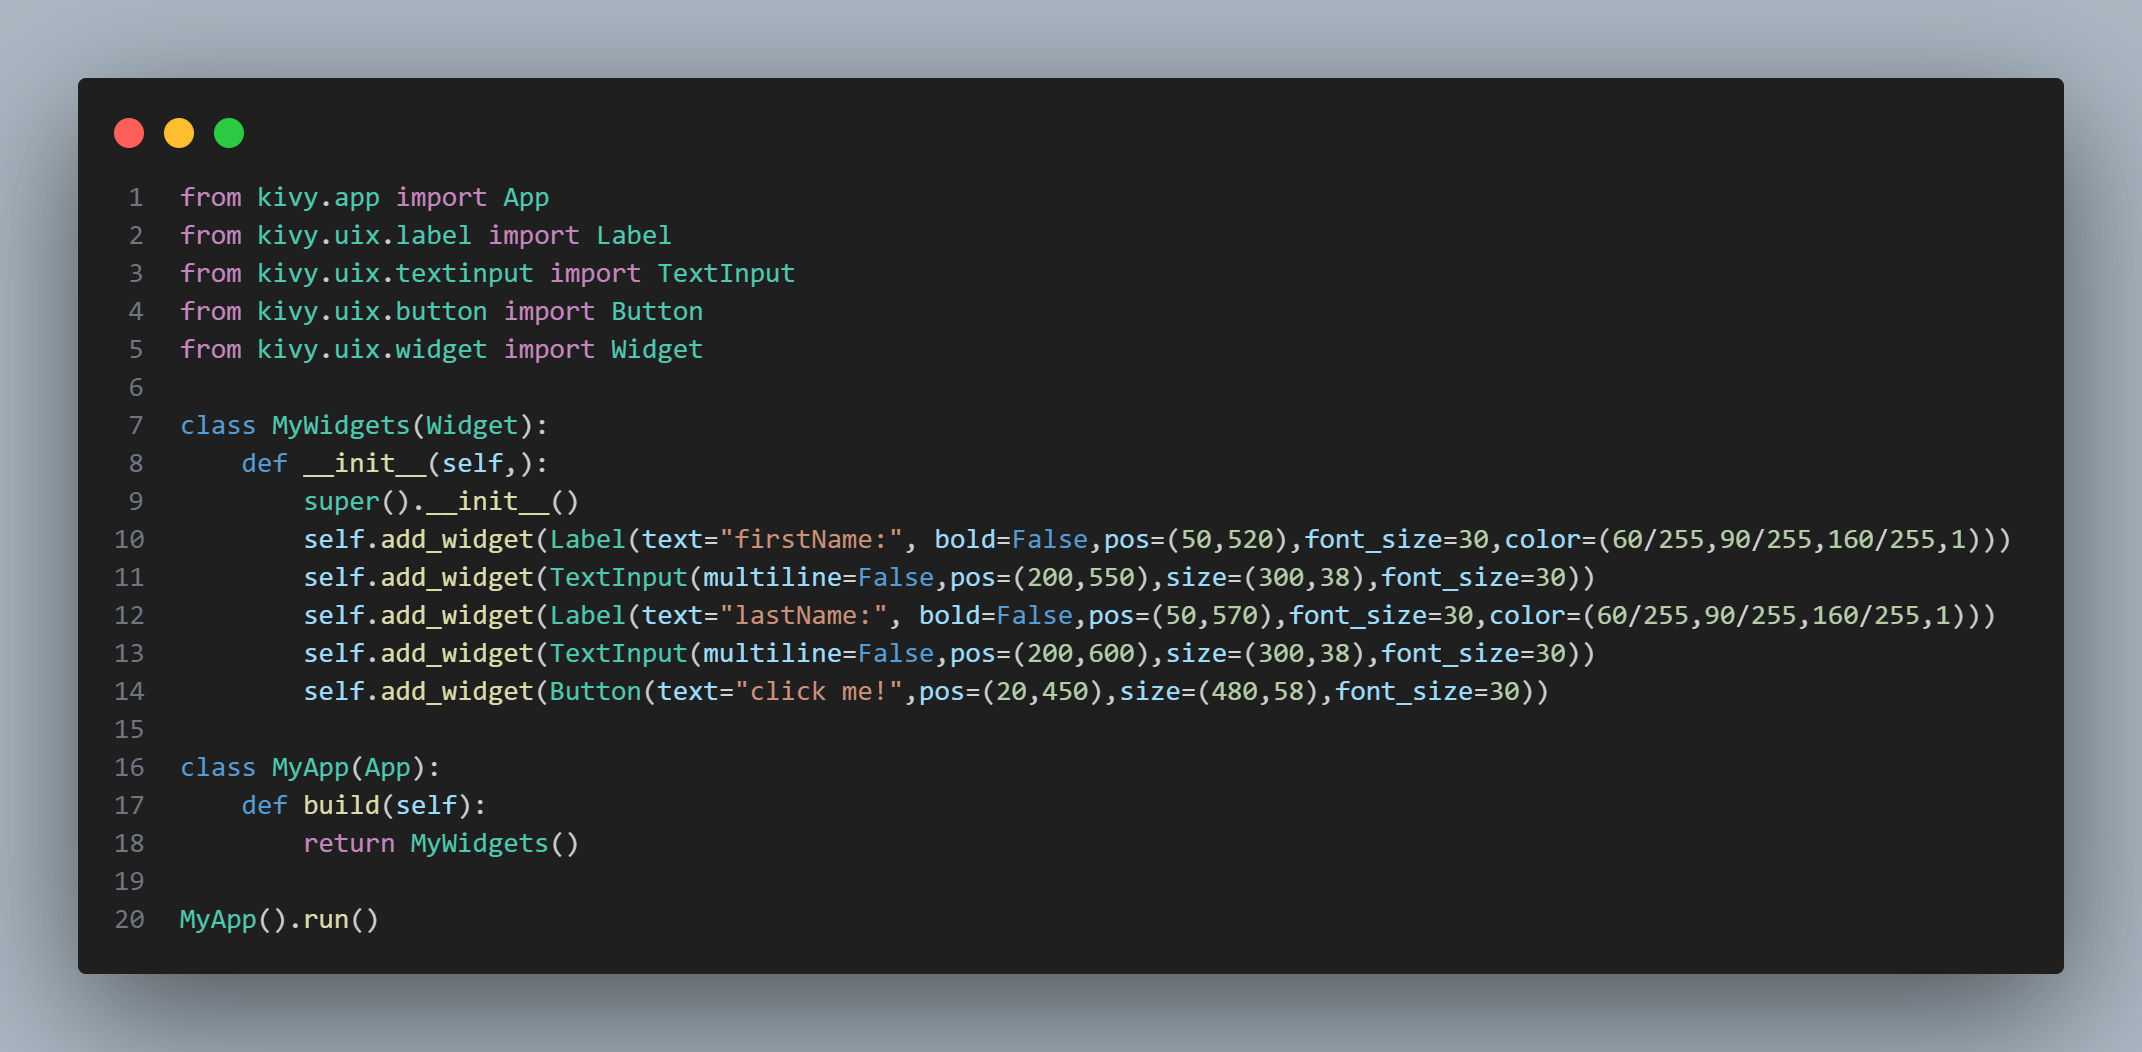 1 from kivy.app import App
2 from kivy.uix.label import Label
3 from kivy.uix.textinput import TextInput
4 from kivy.uix.button import Button
5 from kivy.uix.widget import Widget
6
7 class MyWidgets(Widget):
8     def __init__(self,):
9         super().__init__()
10         self.add_widget(Label(text="firstName:", bold=False,pos=(50,520),font_size=30,color=(60/255,90/255,160/255,1)))
11         self.add_widget(TextInput(multiline=False,pos=(200,550),size=(300,38),font_size=30))
12         self.add_widget(Label(text="lastName:", bold=False,pos=(50,570),font_size=30,color=(60/255,90/255,160/255,1)))
13         self.add_widget(TextInput(multiline=False,pos=(200,600),size=(300,38),font_size=30))
14         self.add_widget(Button(text="click me!",pos=(20,450),size=(480,58),font_size=30))
15
16 class MyApp(App):
17     def build(self):
18         return MyWidgets()
19
20 MyApp().run()